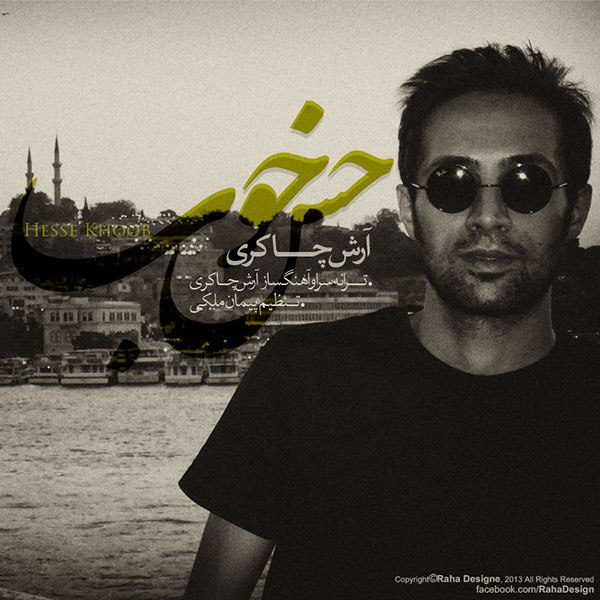 حس خوب
HESSE KHOOB
آرش چاکری
•ترانه سرا و آهنگساز آرش چاکری
•تنظیم پیمان ملیکی
Copyright©Raha Designe, 2013 All Rights Reserved
facebook.com/RahaDesign